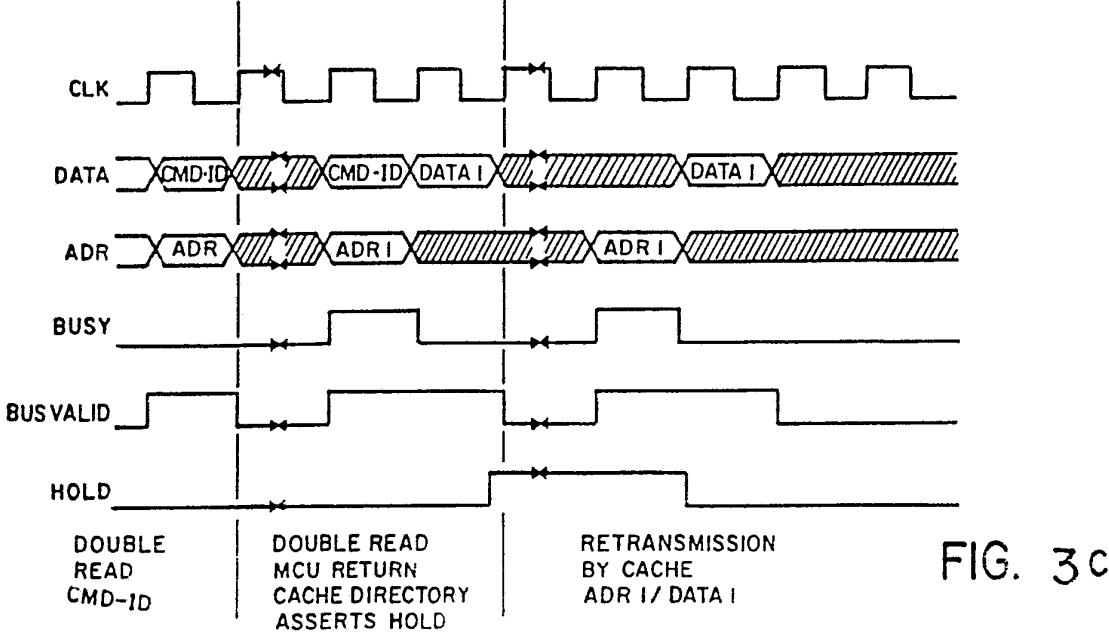 CLK
DATA CMD-ID CMD-ID DATA 1 DATA 1
ADR ADR ADR 1 ADR 1
BUSY
BUS VALID
HOLD
DOUBLE
READ
CMD-ID
DOUBLE READ
MCU RETURN
CACHE DIRECTORY
ASSERTS HOLD
RETRANSMISSION
BY CACHE
ADR 1/ DATA 1
FIG. 3C